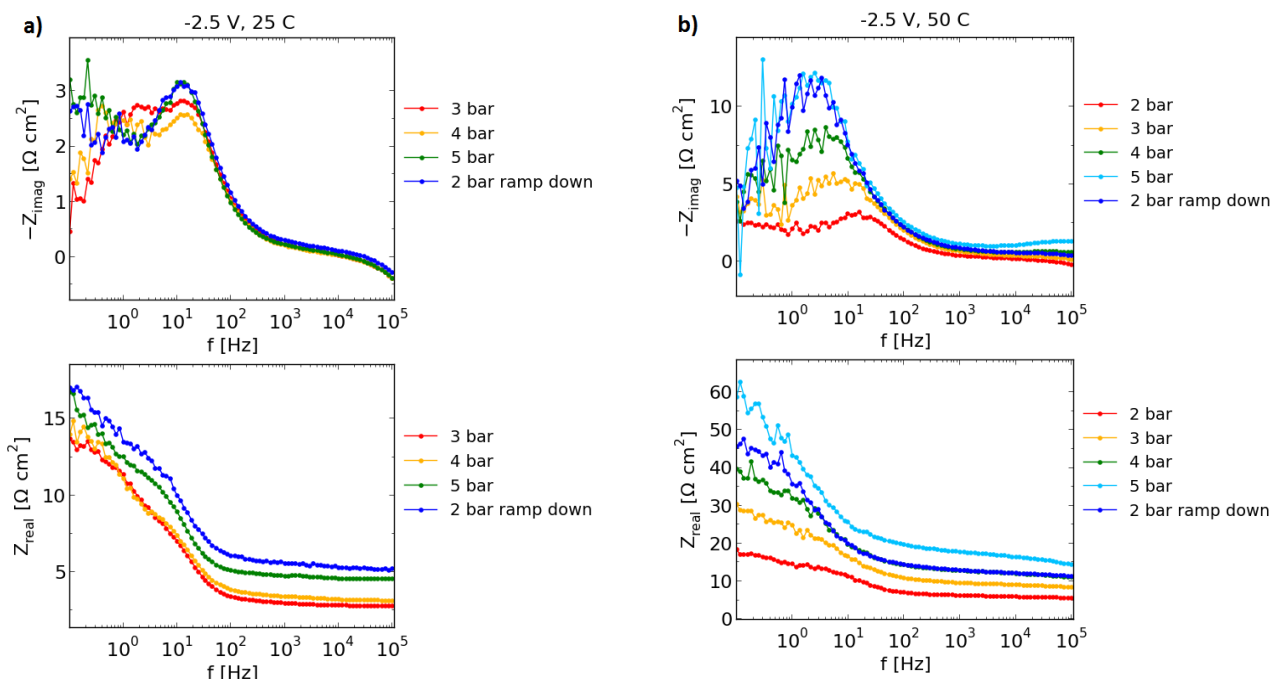 a)
-2.5 V, 25 C
−Z_imag [Ω cm²]
3
2
1
0
10⁰ 10¹ 10² 10³ 10⁴ 10⁵
f [Hz]
3 bar
4 bar
5 bar
2 bar ramp down
Z_real [Ω cm²]
15
10
5
10⁰ 10¹ 10² 10³ 10⁴ 10⁵
f [Hz]
3 bar
4 bar
5 bar
2 bar ramp down
b)
-2.5 V, 50 C
−Z_imag [Ω cm²]
10
5
0
10⁰ 10¹ 10² 10³ 10⁴ 10⁵
f [Hz]
2 bar
3 bar
4 bar
5 bar
2 bar ramp down
Z_real [Ω cm²]
60
50
40
30
20
10
0
10⁰ 10¹ 10² 10³ 10⁴ 10⁵
f [Hz]
2 bar
3 bar
4 bar
5 bar
2 bar ramp down